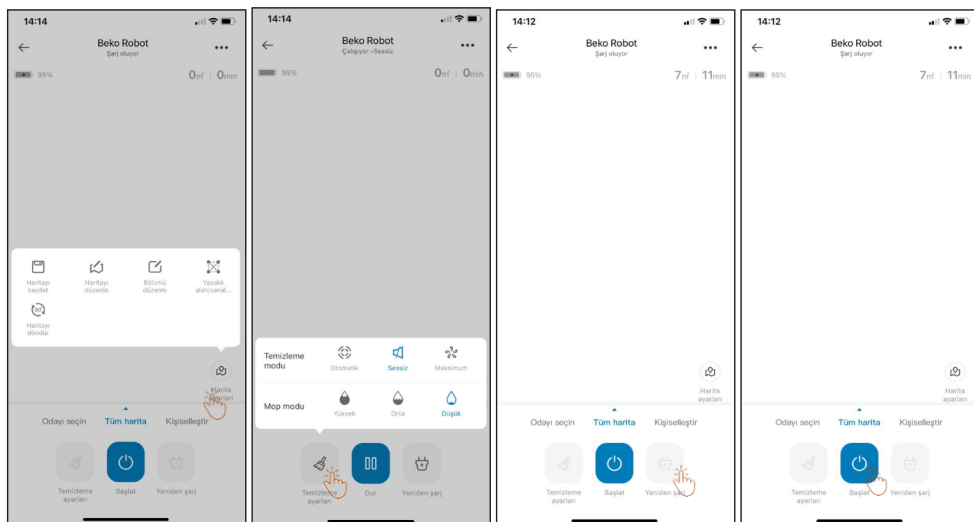 14:14
Beko Robot
Şarj oluyor
95%
0㎡ | 0min
Haritayı kaydet
Haritayı düzenle
Bölümü düzenle
Yasaklı alan/sanal...
90°
Haritayı döndür
Harita ayarları
Odayı seçin
Tüm harita
Kişiselleştir
Temizleme ayarları
Başlat
Yeniden şarj
14:14
Beko Robot
Çalışıyor -Sessiz
95%
0㎡ | 0min
Temizleme modu
Otomatik
Sessiz
Maksimum
Mop modu
Yüksek
Orta
Düşük
Temizleme ayarları
Dur
Yeniden şarj
14:12
Beko Robot
Şarj oluyor
95%
7㎡ | 11min
Harita ayarları
Odayı seçin
Tüm harita
Kişiselleştir
Temizleme ayarları
Başlat
Yeniden şarj
14:12
Beko Robot
Şarj oluyor
95%
7㎡ | 11min
Harita ayarları
Odayı seçin
Tüm harita
Kişiselleştir
Temizleme ayarları
Başlat
Yeniden şarj